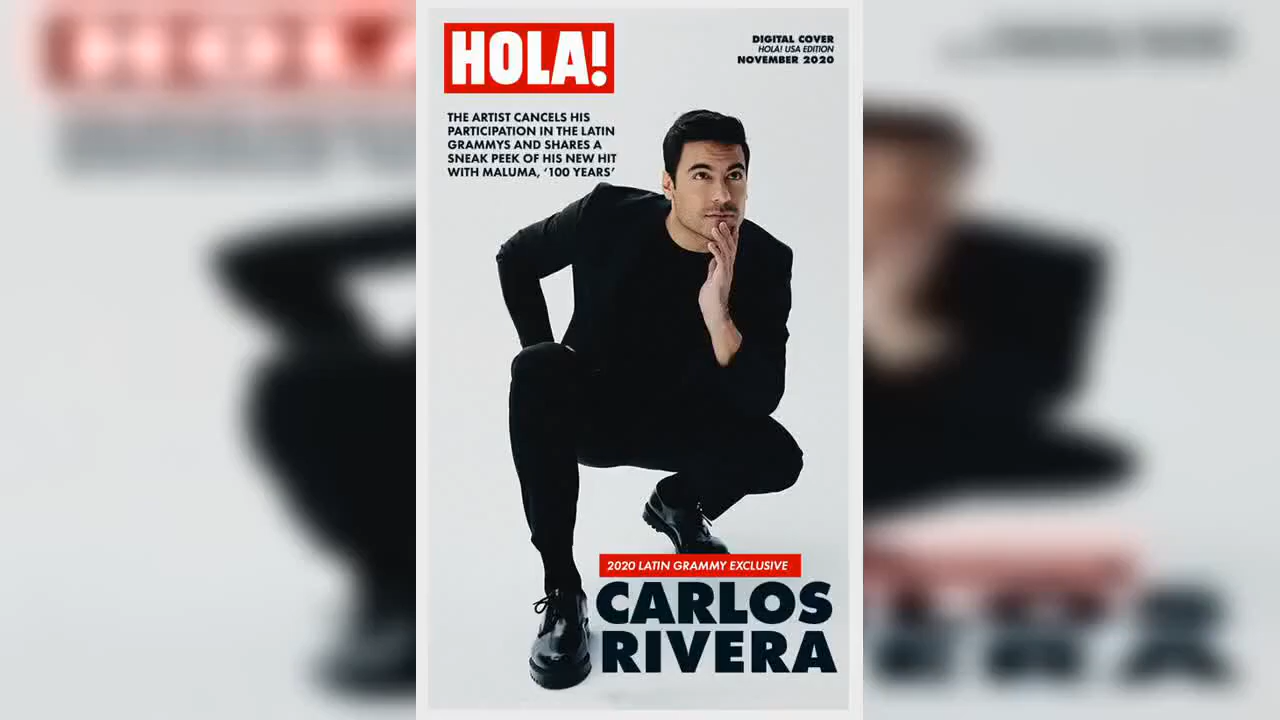 HOLA!
DIGITAL COVER
HOLA! USA EDITION
NOVEMBER 2020
THE ARTIST CANCELS HIS
PARTICIPATION IN THE LATIN
GRAMMYS AND SHARES A
SNEAK PEEK OF HIS NEW HIT
WITH MALUMA, ‘100 YEARS’
2020 LATIN GRAMMY EXCLUSIVE
CARLOS
RIVERA